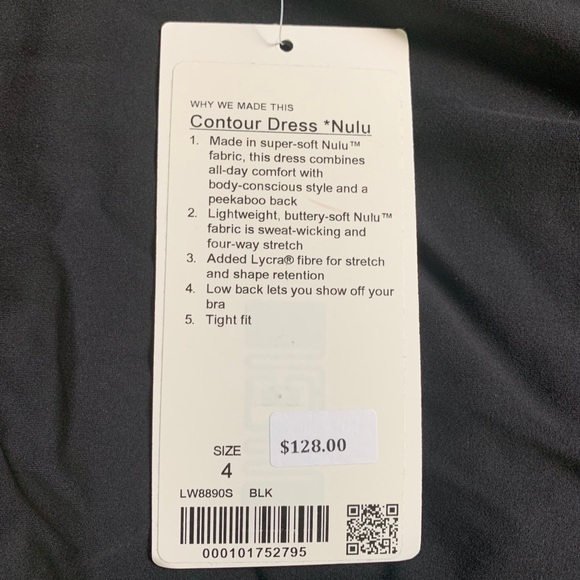 WHY WE MADE THIS
Contour Dress *Nulu
1. Made in super-soft Nulu™
fabric, this dress combines
all-day comfort with
body-conscious style and a
peekaboo back
2. Lightweight, buttery-soft Nulu™
fabric is sweat-wicking and
four-way stretch
3. Added Lycra® fibre for stretch
and shape retention
4. Low back lets you show off your
bra
5. Tight fit
SIZE
4
$128.00
LW8890S BLK
000101752795